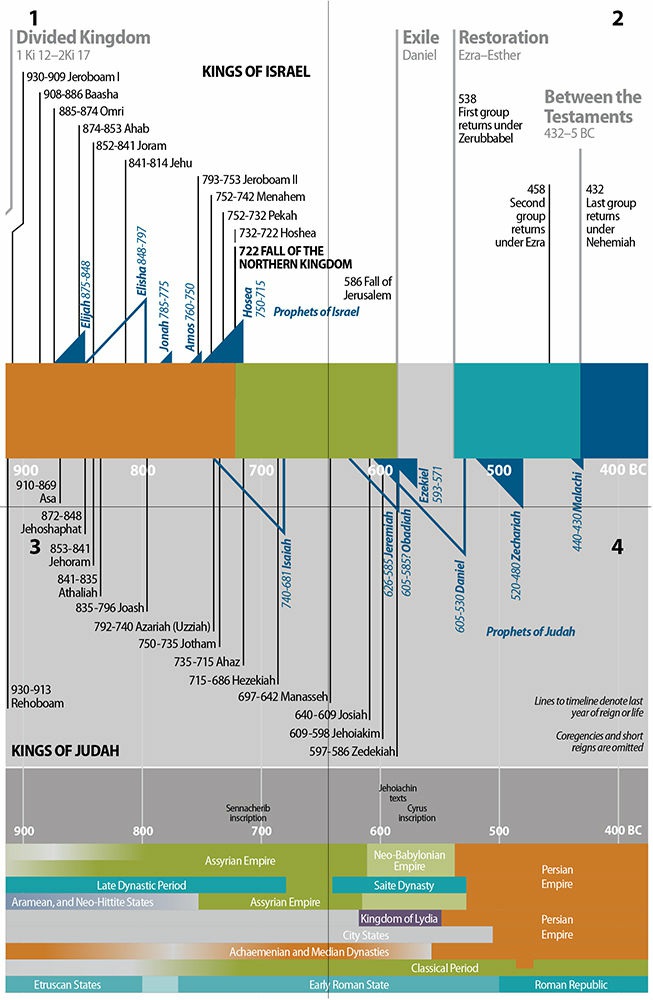 1
Divided Kingdom
1 Ki 12–2Ki 17
Exile
Daniel
Restoration
Ezra–Esther
2
KINGS OF ISRAEL
930-909 Jeroboam I
908-886 Baasha
885-874 Omri
874-853 Ahab
852-841 Joram
841-814 Jehu
793-753 Jeroboam II
752-742 Menahem
752-732 Pekah
732-722 Hoshea
722 FALL OF THE
NORTHERN KINGDOM
538
First group
returns under
Zerubbabel
Between the
Testaments
432–5 BC
458
Second
group
returns
under Ezra
432
Last group
returns
under
Nehemiah
586 Fall of
Jerusalem
Elijah 875-848
Elisha 848-797
Jonah 785-775
Amos 760-750
Hosea
750-715
Prophets of Israel
900
800
700
600
500
400 BC
910-869
Asa
872-848
Jehoshaphat
3
853-841
Jehoram
841-835
Athaliah
835-796 Joash
792-740 Azariah (Uzziah)
750-735 Jotham
735-715 Ahaz
715-686 Hezekiah
697-642 Manasseh
640-609 Josiah
609-598 Jehoiakim
597-586 Zedekiah
930-913
Rehoboam
740-681 Isaiah
626-585 Jeremiah
605-585? Obadiah
Ezekiel
593-571
605-530 Daniel
520-480 Zechariah
440-430 Malachi
4
Prophets of Judah
Lines to timeline denote last
year of reign or life
Coregencies and short
reigns are omitted
KINGS OF JUDAH
Sennacherib
inscription
Jehoiachin
texts
Cyrus
inscription
900
800
700
600
500
400 BC
Assyrian Empire
Neo-Babylonian
Empire
Persian
Empire
Late Dynastic Period
Saite Dynasty
Aramean, and Neo-Hittite States
Assyrian Empire
Kingdom of Lydia
Persian
Empire
City States
Achaemenian and Median Dynasties
Classical Period
Etruscan States
Early Roman State
Roman Republic